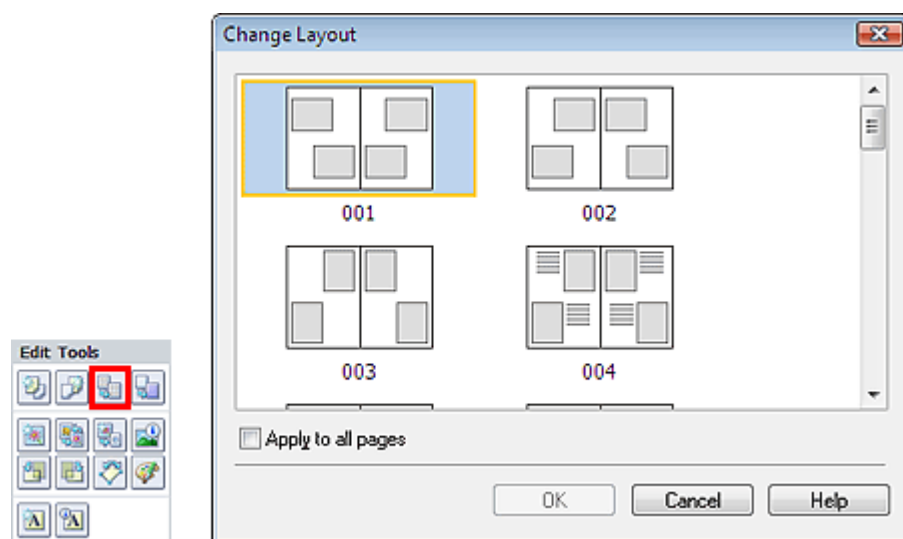 Change Layout
001
002
003
004
Apply to all pages
OK
Cancel
Help
Edit Tools
A
A